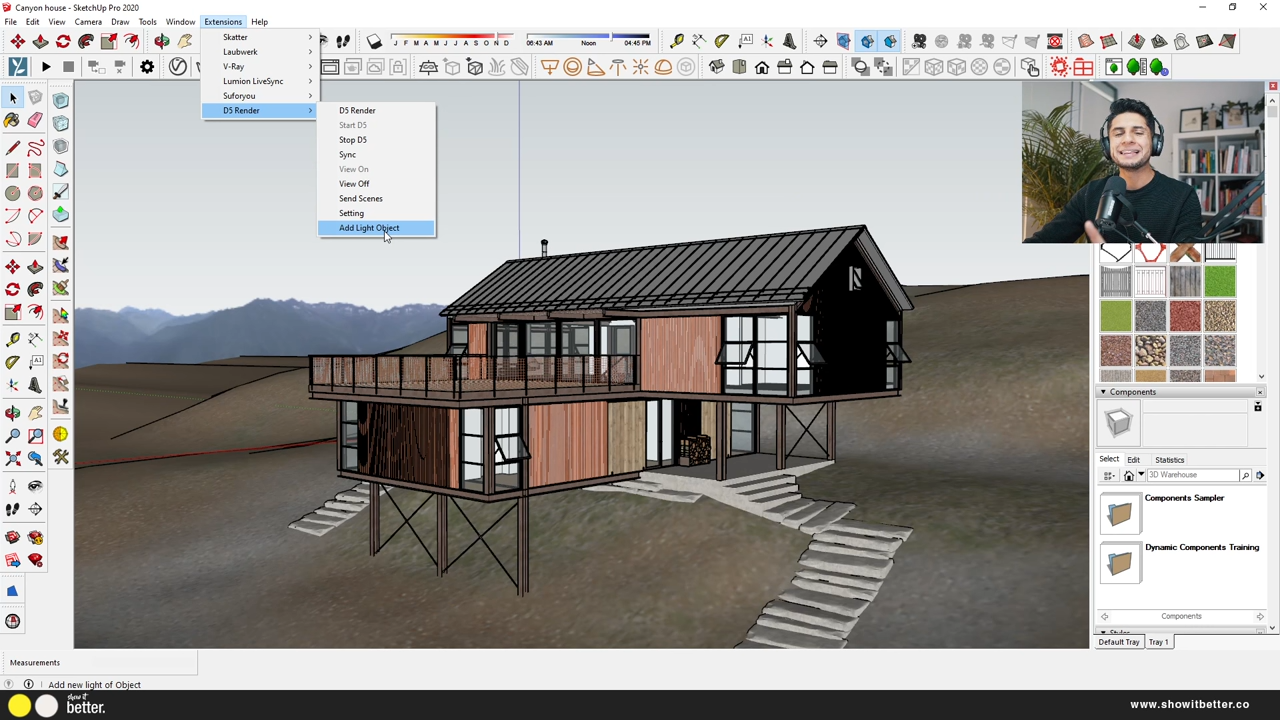 Canyon house - SketchUp Pro 2020
File Edit View Camera Draw Tools Window Extensions Help
Skatter
Laubwerk
V-Ray
Lumion LiveSync
Suforyou
D5 Render
D5 Render
Start D5
Stop D5
Sync
View On
View Off
Send Scenes
Setting
Add Light Object
J F M A M J J A S O N D
06:43 AM Noon 04:45 PM
Components
Select Edit Statistics
3D Warehouse
Components Sampler
Dynamic Components Training
Components
Styles
Default Tray Tray 1
Measurements
Add new light of Object
show it
better.
www.showitbetter.co